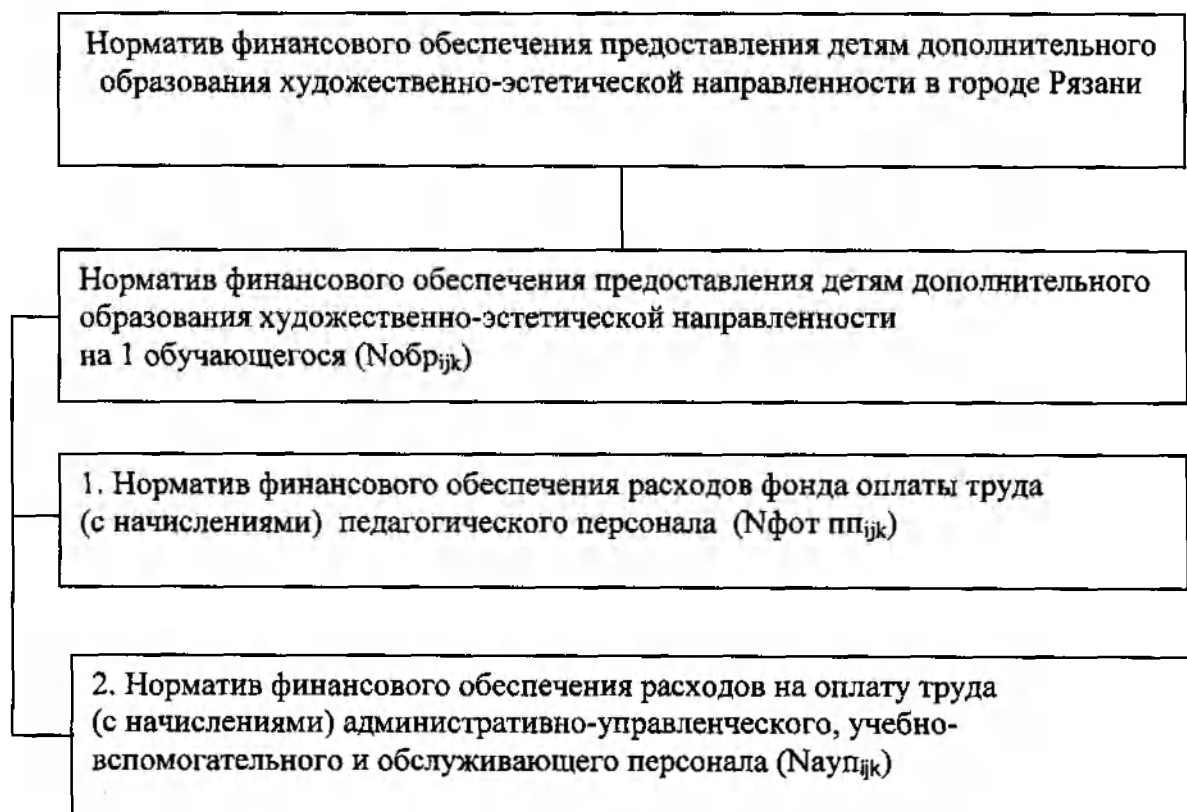 Норматив финансового обеспечения предоставления детям дополнительного
образования художественно-эстетической направленности в городе Рязани
Норматив финансового обеспечения предоставления детям дополнительного
образования художественно-эстетической направленности
на 1 обучающегося (Nобрijk)
1. Норматив финансового обеспечения расходов фонда оплаты труда
(с начислениями) педагогического персонала (Nфот ппijk)
2. Норматив финансового обеспечения расходов на оплату труда
(с начислениями) административно-управленческого, учебно-
вспомогательного и обслуживающего персонала (Nаупijk)